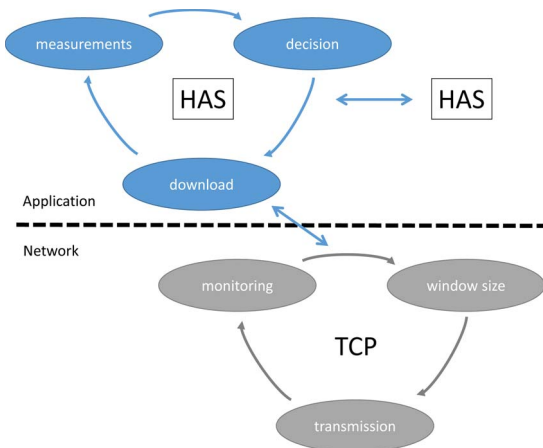 measurements
decision
HAS
HAS
download
Application
Network
monitoring
window size
TCP
transmission